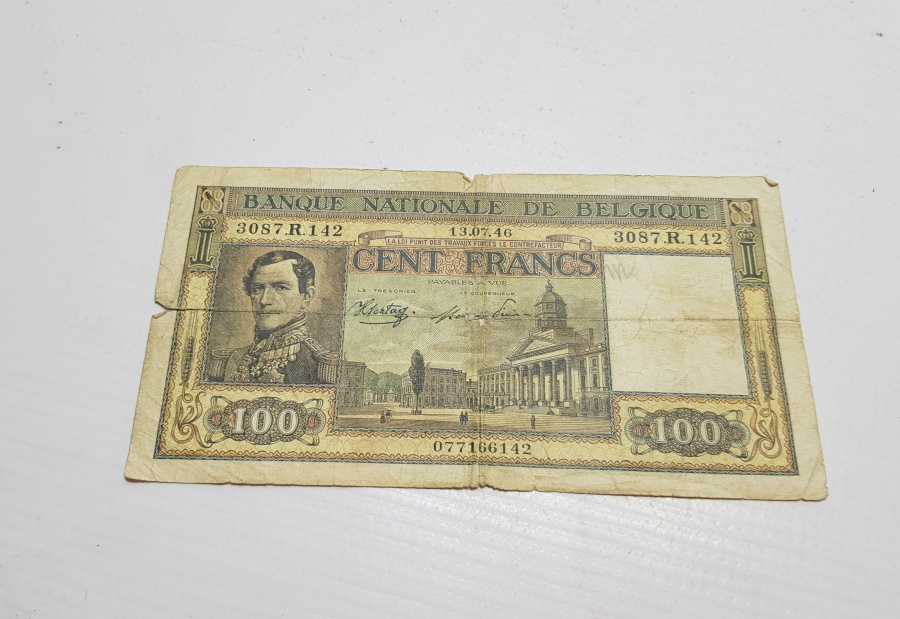 BANQUE NATIONALE DE BELGIQUE
3087.R.142 13.07.46 3087.R.142
LA LOI PUNIT DES TRAVAUX FORCÉS LE CONTREFACTEUR
CENT FRANCS
PAYABLES A VUE
LE TRÉSORIER LE GOUVERNEUR
100 100
077166142